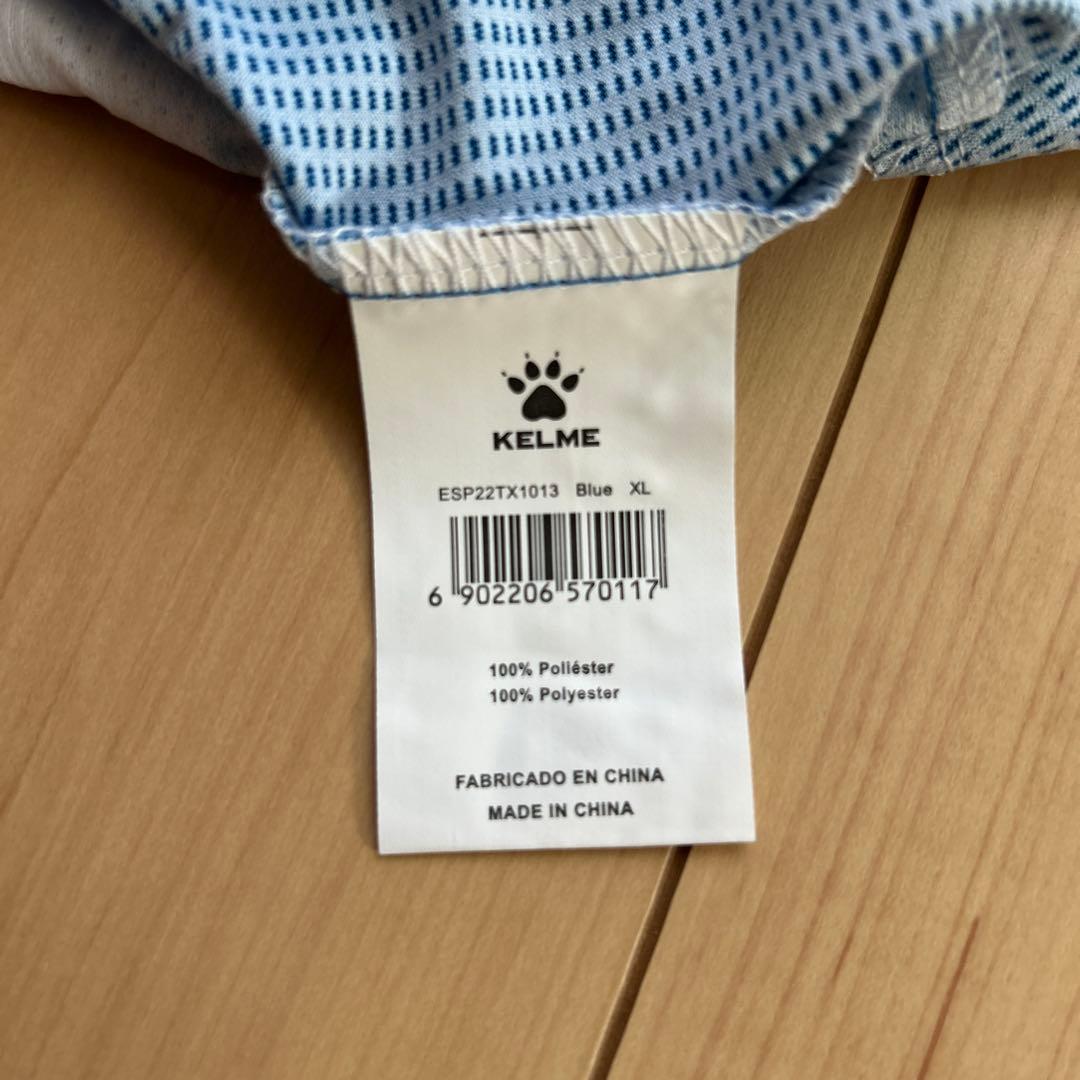 KELME
ESP22TX1013 Blue XL
6 902206 570117
100% Poliéster
100% Polyester
FABRICADO EN CHINA
MADE IN CHINA